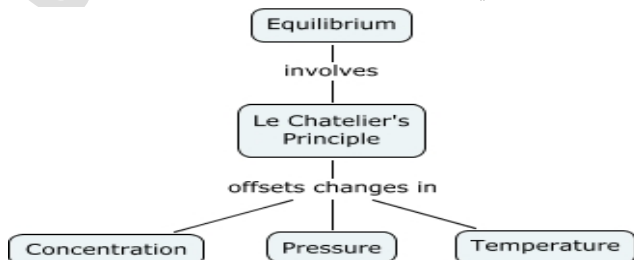 Equilibrium
involves
Le Chatelier's
Principle
offsets changes in
Concentration
Pressure
Temperature